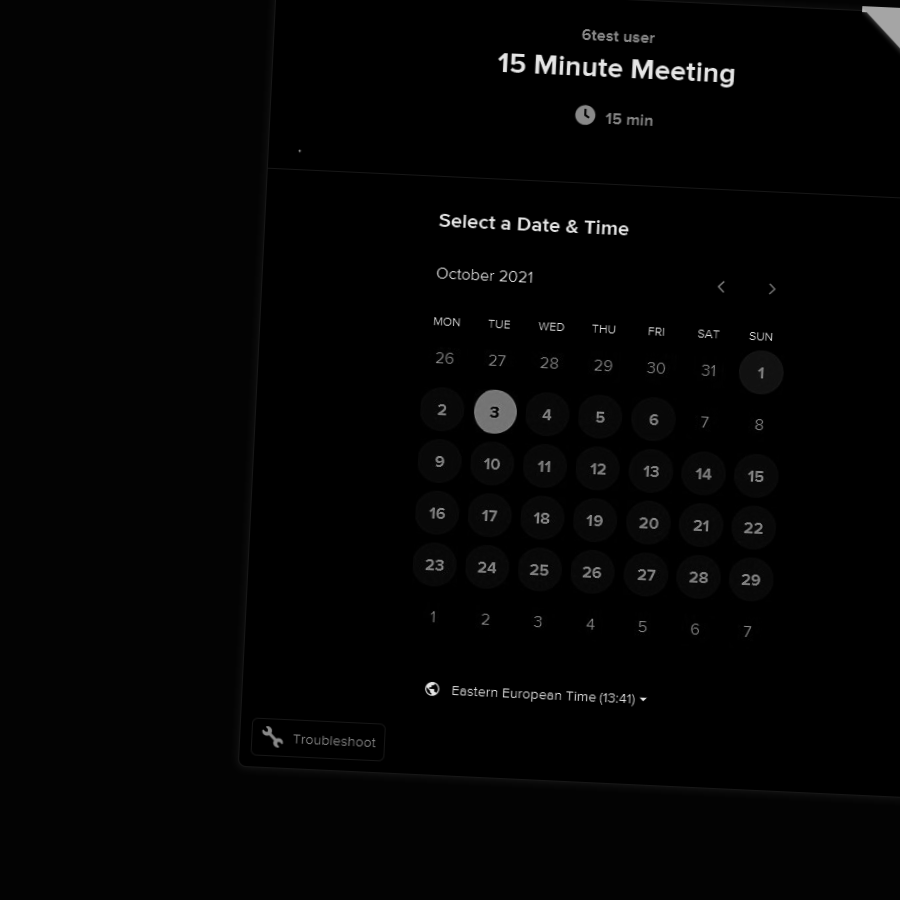 6test user
15 Minute Meeting
15 min
Select a Date & Time
October 2021
MON TUE WED THU FRI SAT SUN
26 27 28 29 30 31 1
2 3 4 5 6 7 8
9 10 11 12 13 14 15
16 17 18 19 20 21 22
23 24 25 26 27 28 29
1 2 3 4 5 6 7
Eastern European Time (13:41)
Troubleshoot